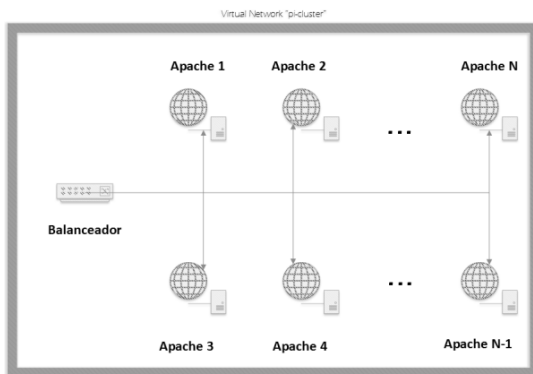 Virtual Network "pi-cluster"
Apache 1
Apache 2
Apache N
...
Balanceador
...
Apache 3
Apache 4
Apache N-1